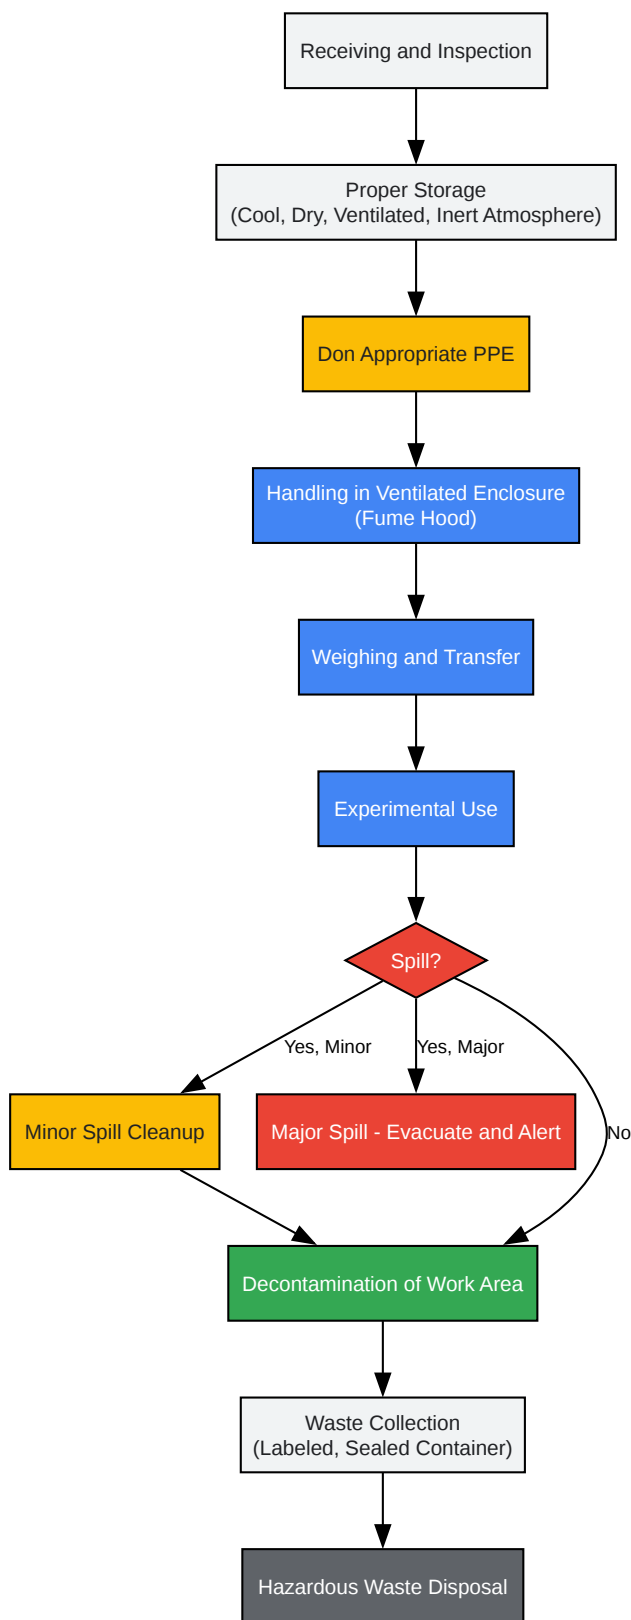 Receiving and Inspection
Proper Storage
(Cool, Dry, Ventilated, Inert Atmosphere)
Don Appropriate PPE
Handling in Ventilated Enclosure
(Fume Hood)
Weighing and Transfer
Experimental Use
Spill?
Yes, Minor
Yes, Major
Minor Spill Cleanup
Major Spill - Evacuate and Alert
No
Decontamination of Work Area
Waste Collection
(Labeled, Sealed Container)
Hazardous Waste Disposal